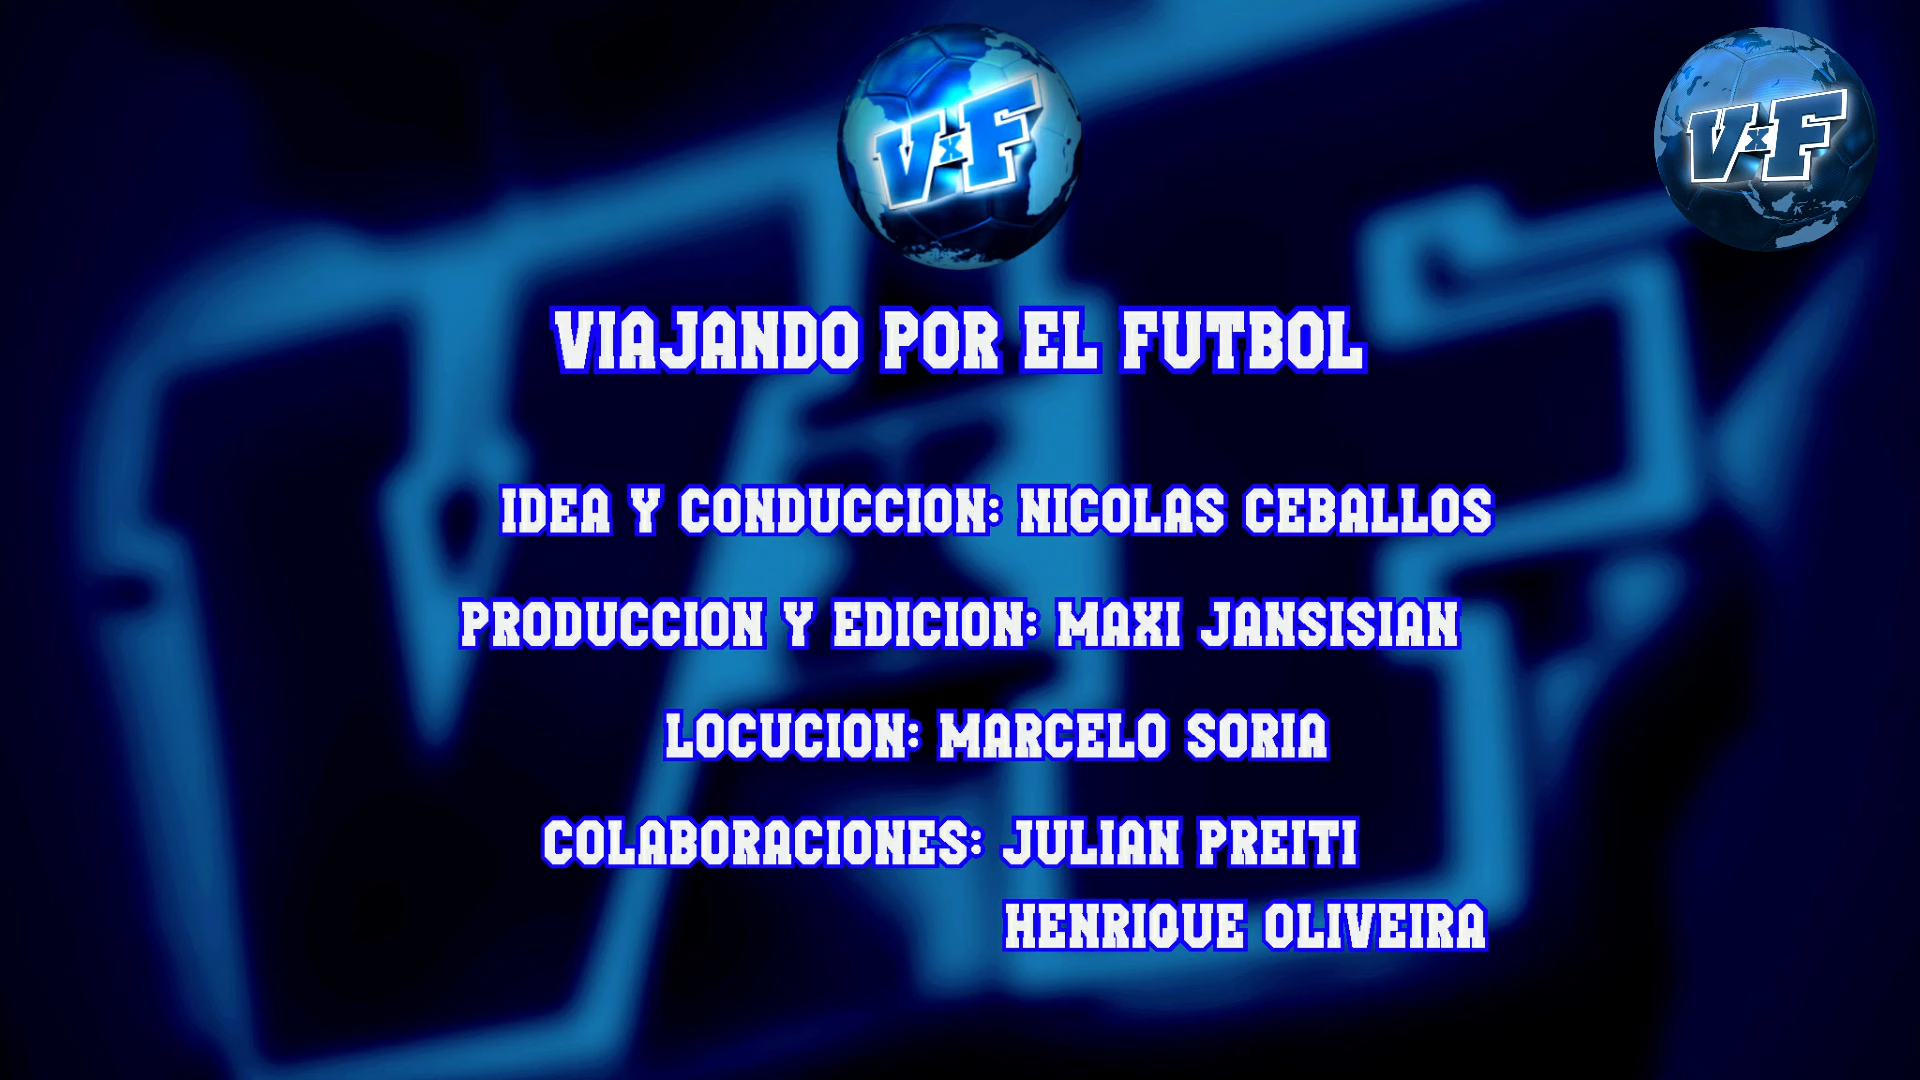 VxF
VxF
VIAJANDO POR EL FUTBOL
IDEA Y CONDUCCION: NICOLAS CEBALLOS
PRODUCCION Y EDICION: MAXI JANSISIAN
LOCUCION: MARCELO SORIA
COLABORACIONES: JULIAN PREITI
HENRIQUE OLIVEIRA